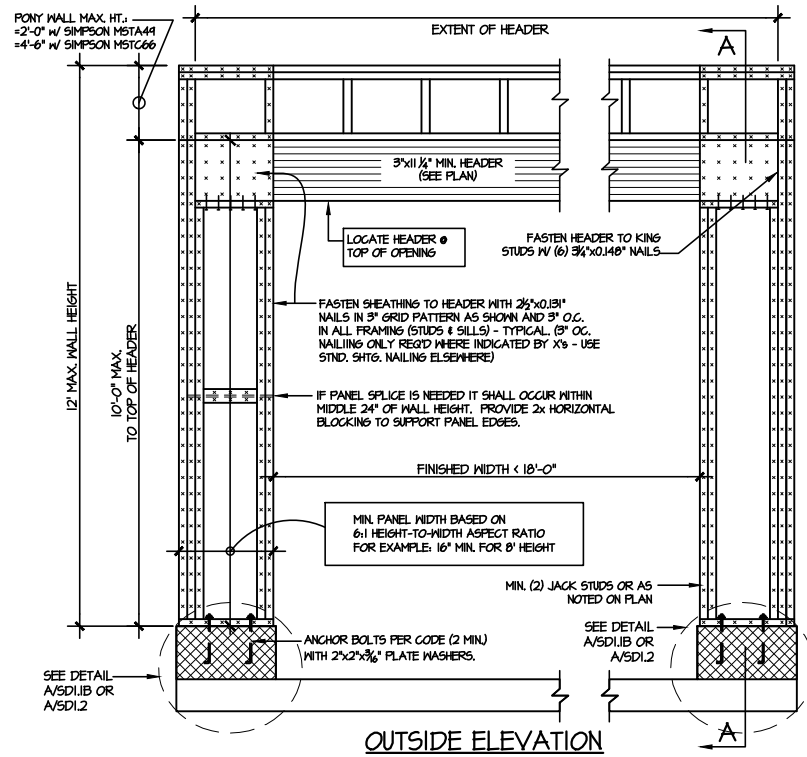 PONY WALL MAX. HT.:
=2'-0" W/ SIMPSON MSTA49
=4'-6" W/ SIMPSON MSTC66
EXTENT OF HEADER
A
3"x11 1/4" MIN. HEADER
(SEE PLAN)
LOCATE HEADER @
TOP OF OPENING
FASTEN HEADER TO KING
STUDS W/ (6) 3 1/4"x0.148" NAILS
12' MAX. WALL HEIGHT
10'-0" MAX.
TO TOP OF HEADER
FASTEN SHEATHING TO HEADER WITH 2 1/2"x0.131"
NAILS IN 3" GRID PATTERN AS SHOWN AND 3" O.C.
IN ALL FRAMING (STUDS & SILLS) - TYPICAL. (3" OC.
NAILIING ONLY REQ'D WHERE INDICATED BY X's - USE
STND. SHTG. NAILING ELSEWHERE)
IF PANEL SPLICE IS NEEDED IT SHALL OCCUR WITHIN
MIDDLE 24" OF WALL HEIGHT. PROVIDE 2x HORIZONTAL
BLOCKING TO SUPPORT PANEL EDGES.
FINISHED WIDTH < 18'-0"
MIN. PANEL WIDTH BASED ON
6:1 HEIGHT-TO-WIDTH ASPECT RATIO
FOR EXAMPLE: 16" MIN. FOR 8' HEIGHT
MIN. (2) JACK STUDS OR AS
NOTED ON PLAN
SEE DETAIL
A/SD1.1B OR
A/SD1.2
ANCHOR BOLTS PER CODE (2 MIN.)
WITH 2"x2"x3/16" PLATE WASHERS.
SEE DETAIL
A/SD1.1B OR
A/SD1.2
A
OUTSIDE ELEVATION